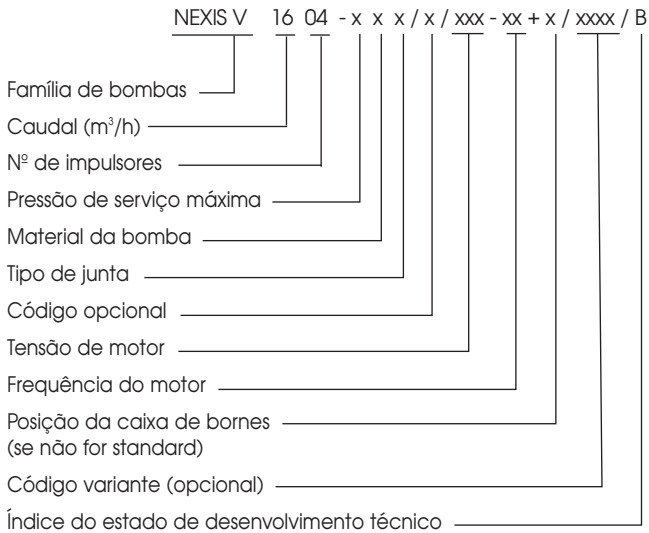 NEXIS V 16 04 - x x x / x / xxx - xx + x / xxxx / B
Família de bombas
Caudal (m³/h)
Nº de impulsores
Pressão de serviço máxima
Material da bomba
Tipo de junta
Código opcional
Tensão de motor
Frequência do motor
Posição da caixa de bornes
(se não for standard)
Código variante (opcional)
Índice do estado de desenvolvimento técnico